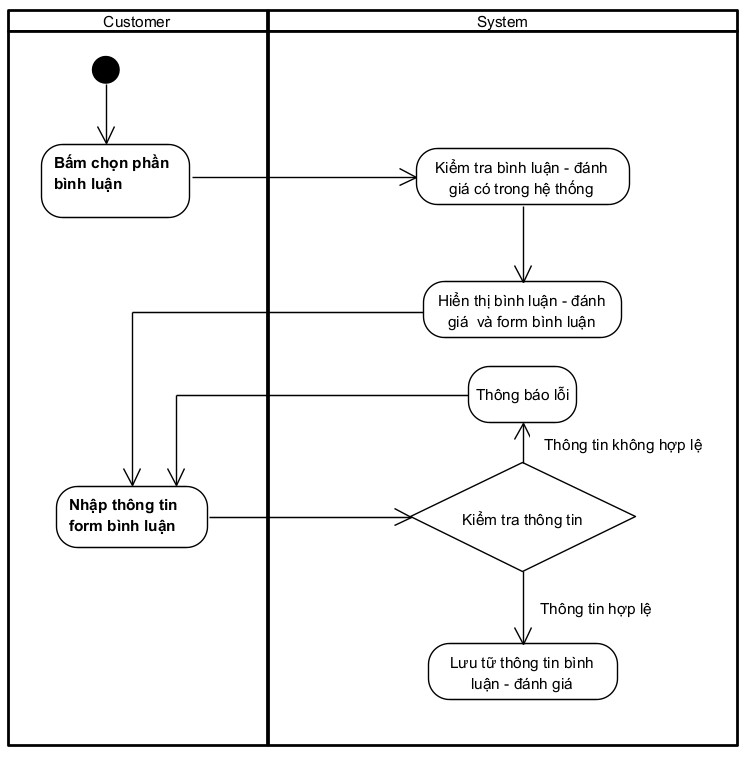 Customer
System
Bấm chọn phần
bình luận
Kiểm tra bình luận - đánh
giá có trong hệ thống
Hiển thị bình luận - đánh
giá và form bình luận
Thông báo lỗi
Thông tin không hợp lệ
Nhập thông tin
form bình luận
Kiểm tra thông tin
Thông tin hợp lệ
Lưu tữ thông tin bình
luận - đánh giá